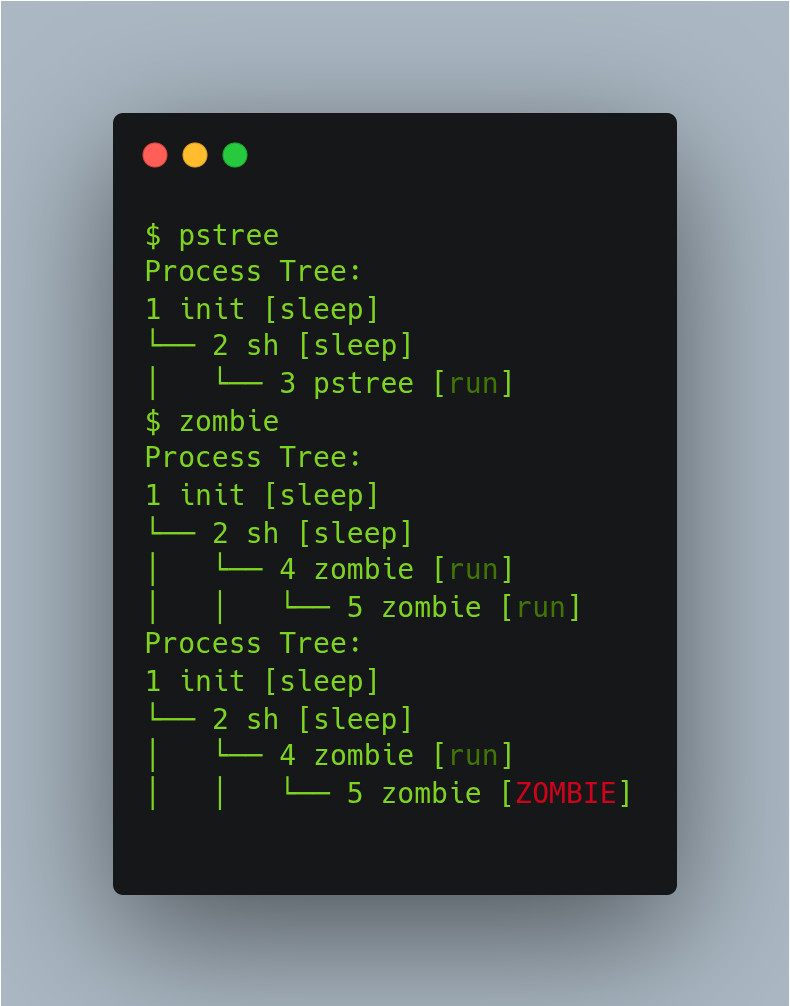 $ pstree
Process Tree:
1 init [sleep]
└── 2 sh [sleep]
│   └── 3 pstree [run]
$ zombie
Process Tree:
1 init [sleep]
└── 2 sh [sleep]
│   └── 4 zombie [run]
│   │   └── 5 zombie [run]
Process Tree:
1 init [sleep]
└── 2 sh [sleep]
│   └── 4 zombie [run]
│   │   └── 5 zombie [ZOMBIE]